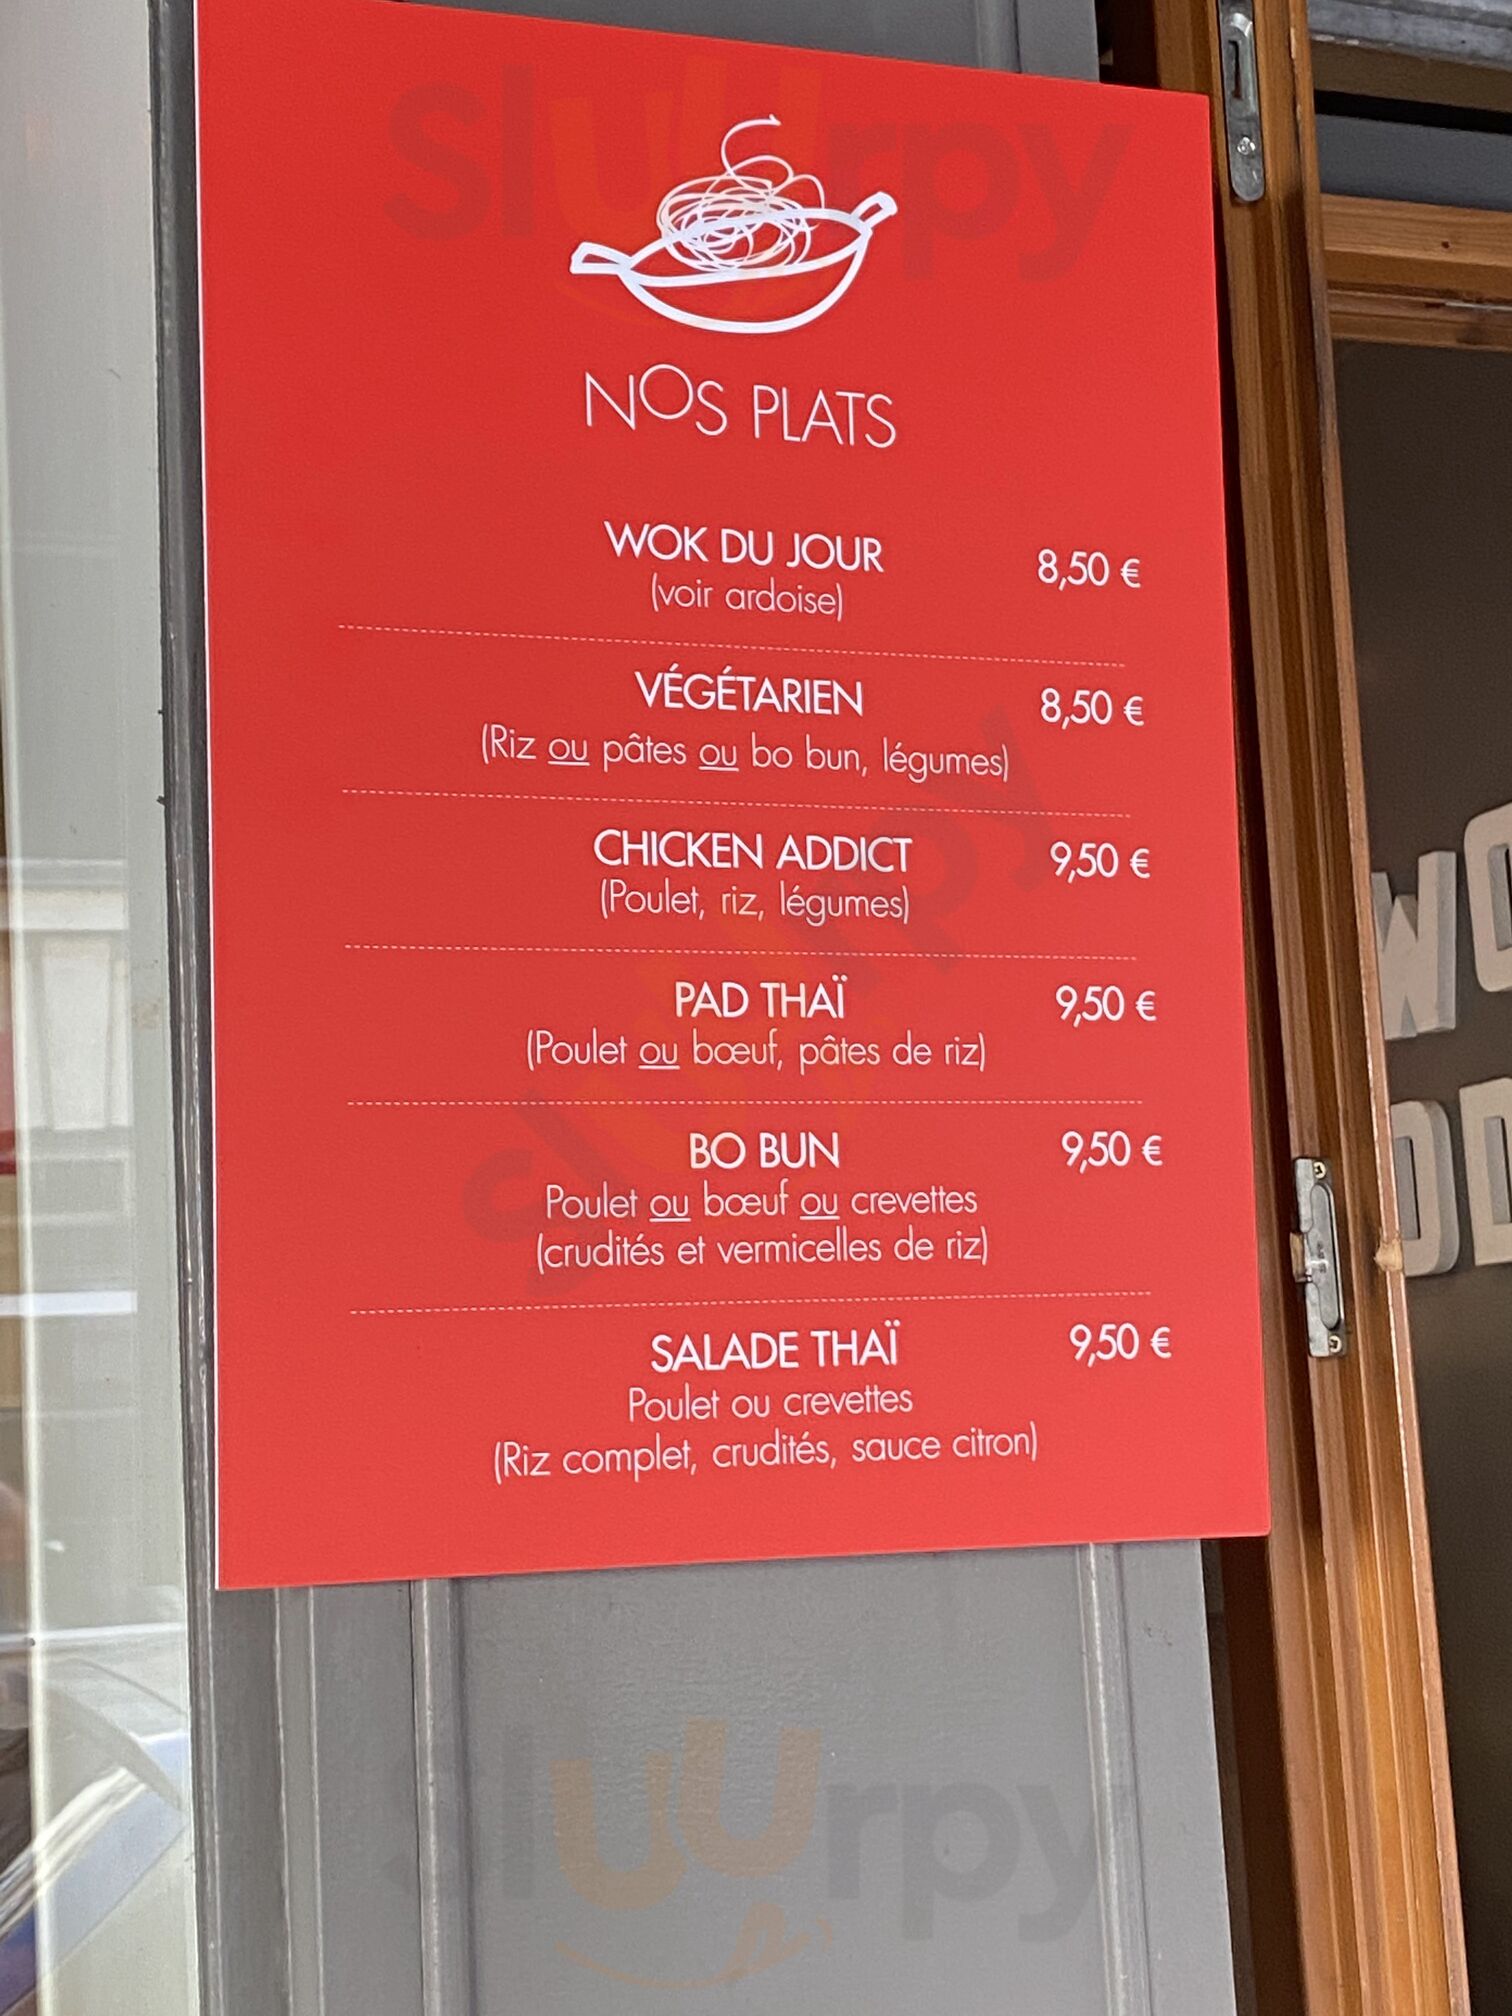 NOS PLATS
WOK DU JOUR 8,50 €
(voir ardoise)
VÉGÉTARIEN 8,50 €
(Riz ou pâtes ou bo bun, légumes)
CHICKEN ADDICT 9,50 €
(Poulet, riz, légumes)
PAD THAÏ 9,50 €
(Poulet ou bœuf, pâtes de riz)
BO BUN 9,50 €
Poulet ou bœuf ou crevettes
(crudités et vermicelles de riz)
SALADE THAÏ 9,50 €
Poulet ou crevettes
(Riz complet, crudités, sauce citron)
sluurpy
sluurpy
sluurpy